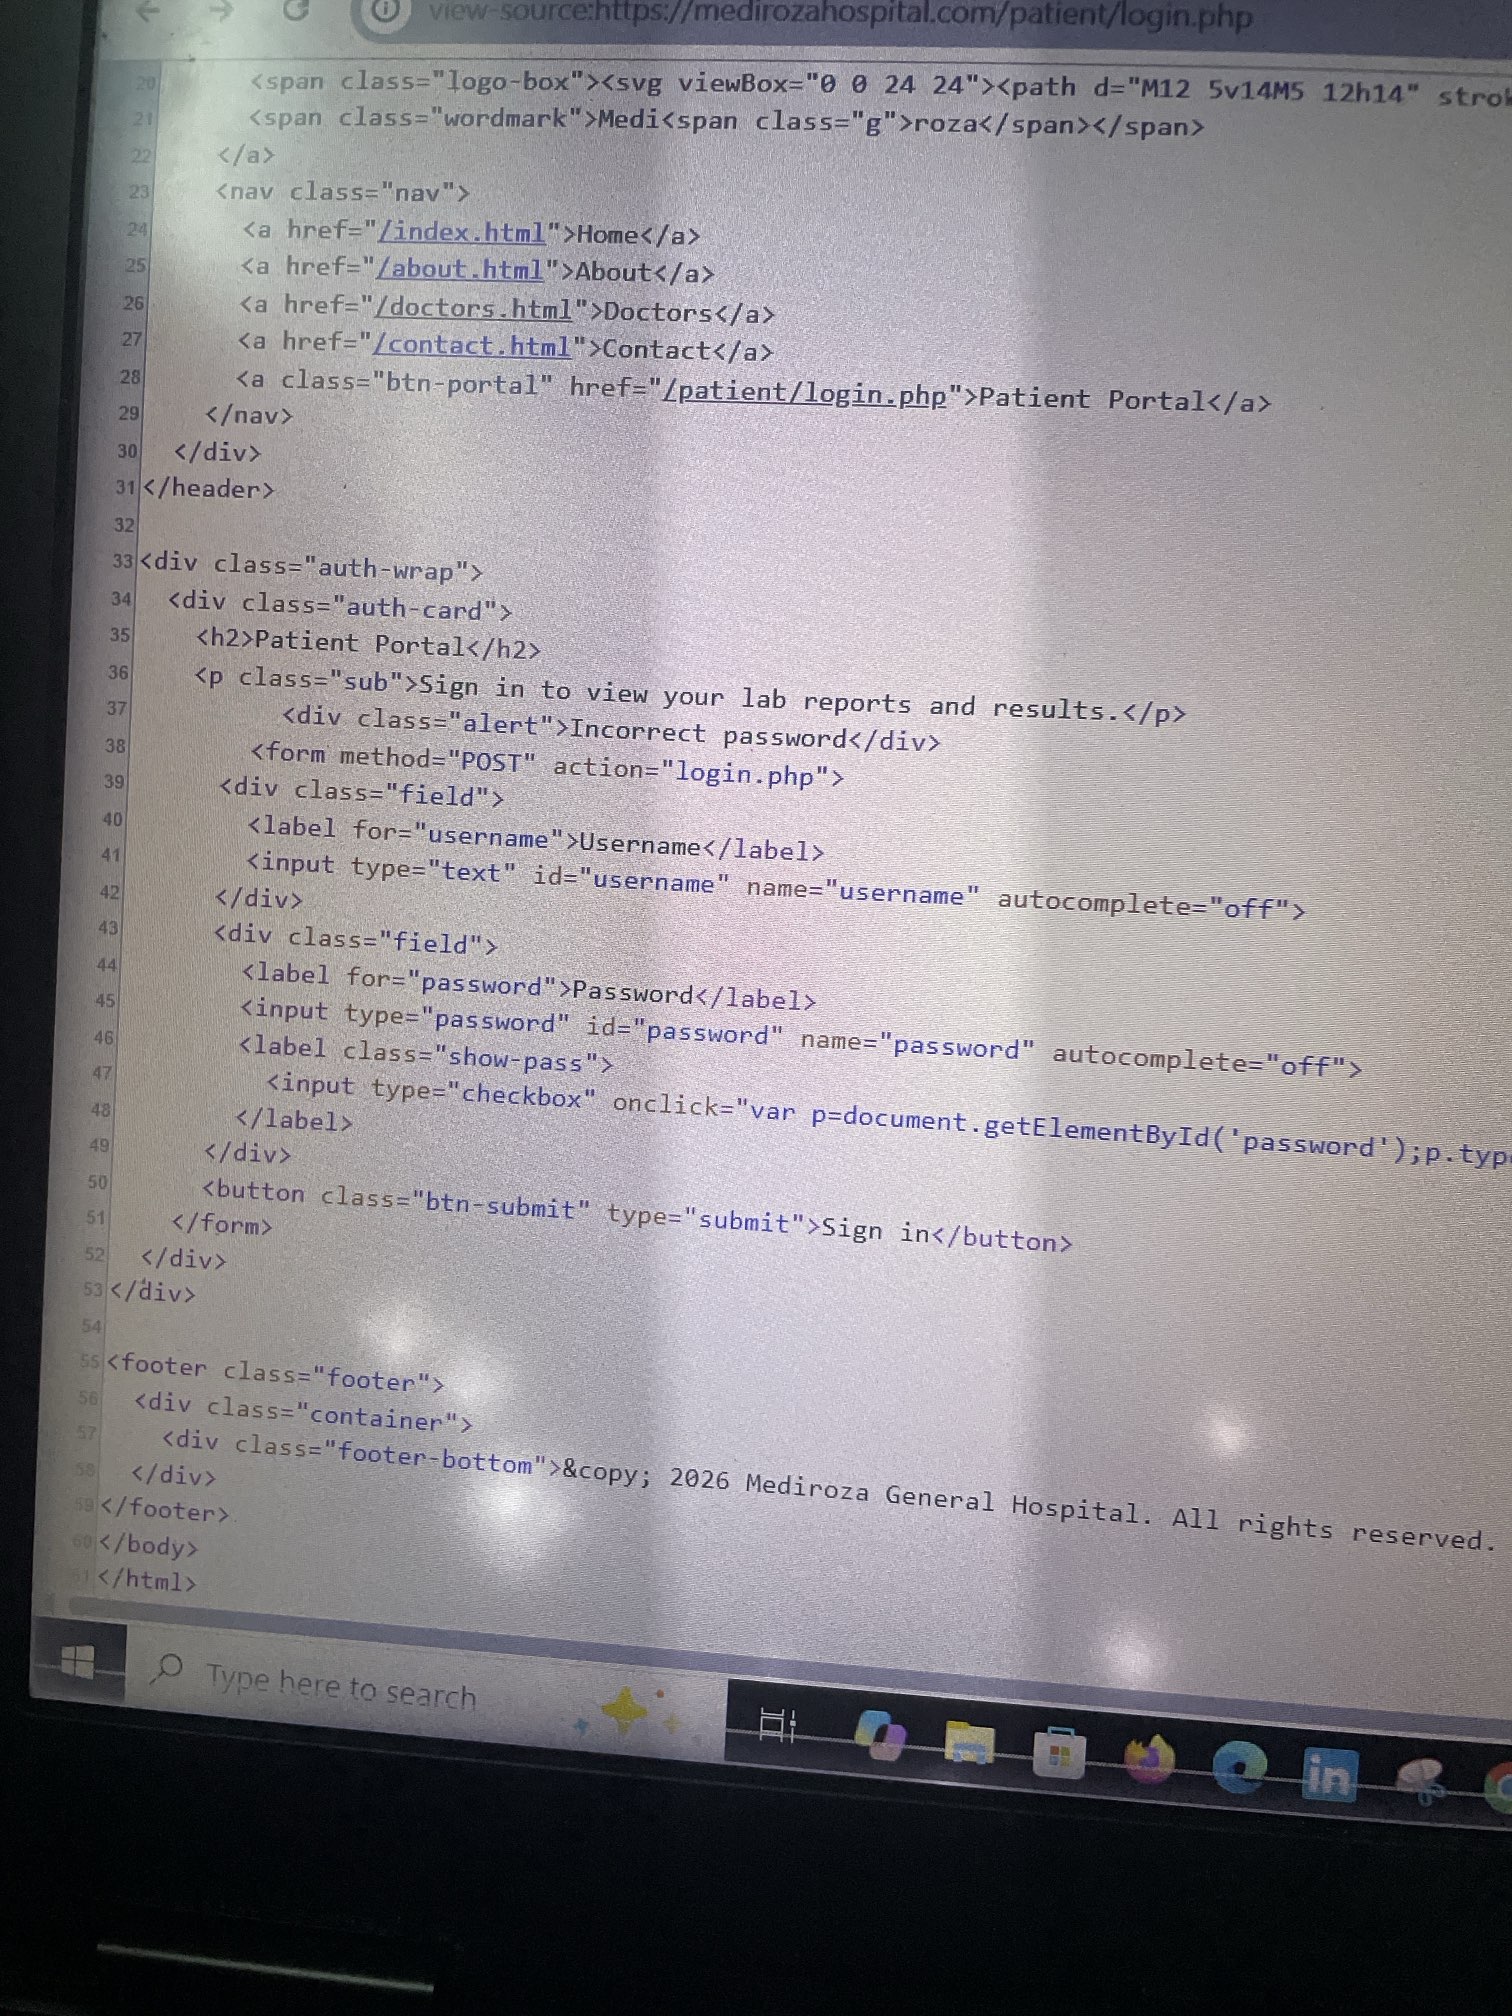 view-source:https://medirozahospital.com/patient/login.php
20 <span class="logo-box"><svg viewBox="0 0 24 24"><path d="M12 5v14M5 12h14"
21 <span class="wordmark">Medi<span class="g">roza</span></span>
22 </a>
23 <nav class="nav">
24 <a href="/index.html">Home</a>
25 <a href="/about.html">About</a>
26 <a href="/doctors.html">Doctors</a>
27 <a href="/contact.html">Contact</a>
28 <a class="btn-portal" href="/patient/login.php">Patient Portal</a>
29 </nav>
30 </div>
31 </header>
32
33 <div class="auth-wrap">
34 <div class="auth-card">
35 <h2>Patient Portal</h2>
36 <p class="sub">Sign in to view your lab reports and results.</p>
37 <div class="alert">Incorrect password</div>
38 <form method="POST" action="login.php">
39 <div class="field">
40 <label for="username">Username</label>
41 <input type="text" id="username" name="username" autocomplete="off">
42 </div>
43 <div class="field">
44 <label for="password">Password</label>
45 <input type="password" id="password" name="password" autocomplete="off">
46 <label class="show-pass">
47 <input type="checkbox" onclick="var p=document.getElementById('password');p.typ
48 </label>
49 </div>
50 <button class="btn-submit" type="submit">Sign in</button>
51 </form>
52 </div>
53 </div>
54
55 <footer class="footer">
56 <div class="container">
57 <div class="footer-bottom">&copy; 2026 Mediroza General Hospital. All rights reserved.
58 </div>
59 </footer>
60 </body>
</html>
Type here to search
in